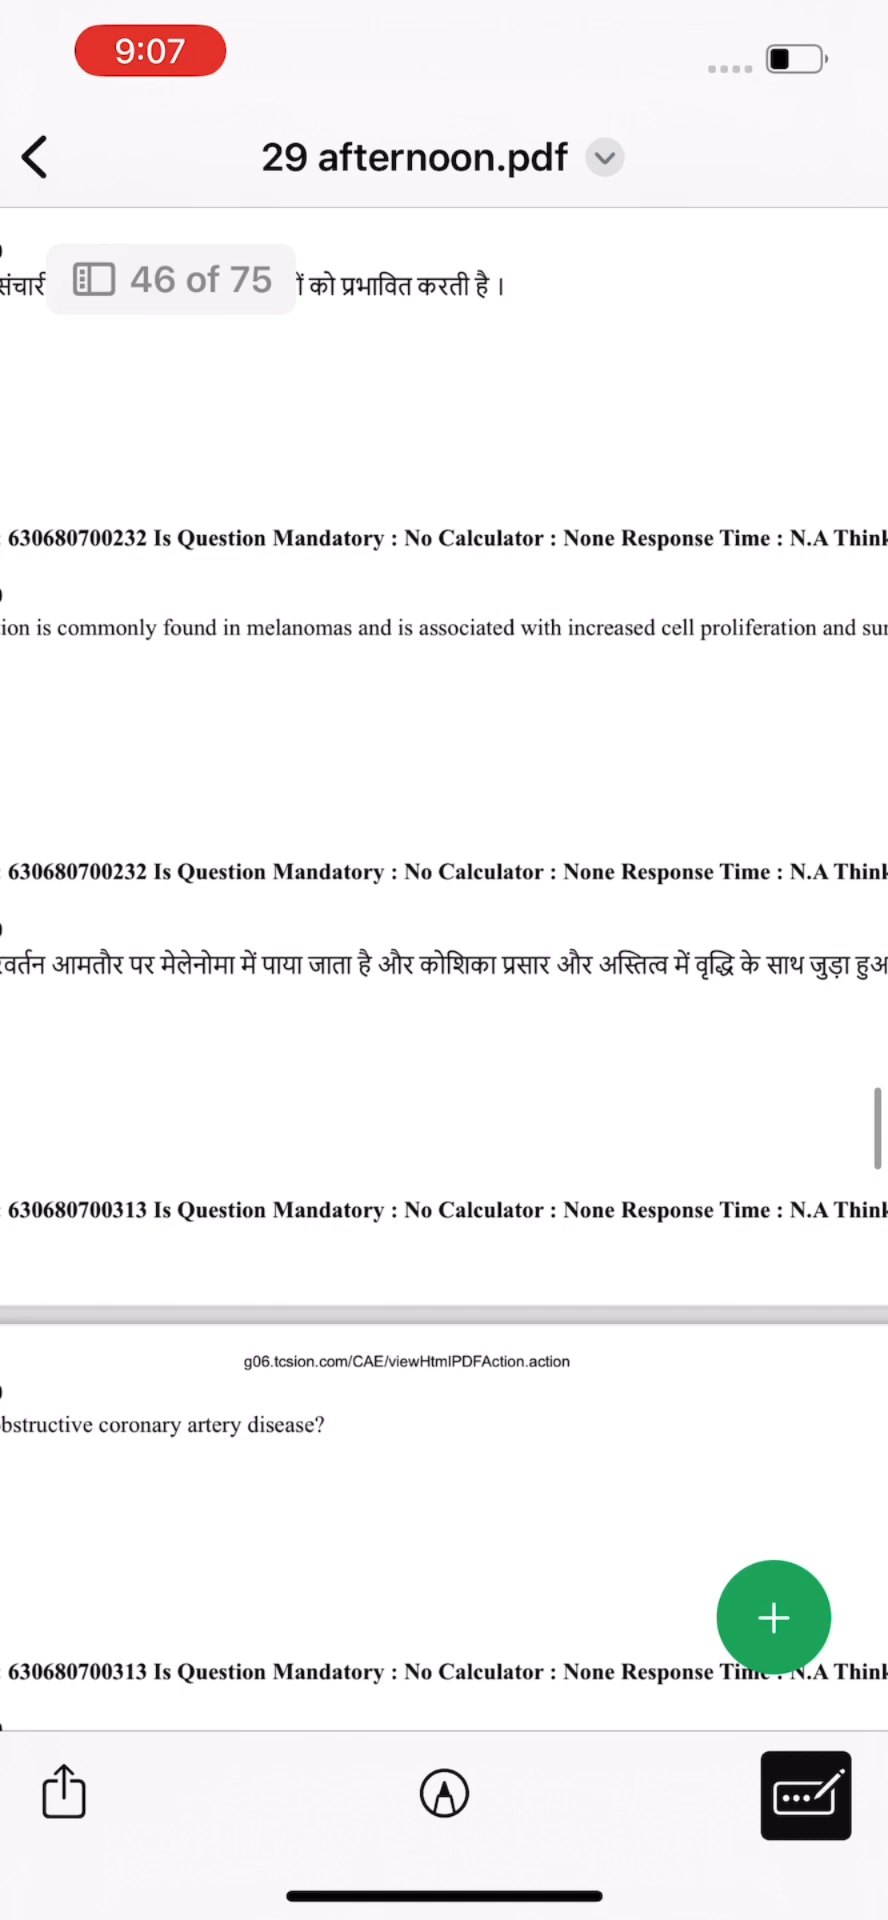 9:07
29 afternoon.pdf
46 of 75
को प्रभावित करती है ।
630680700232 Is Question Mandatory : No Calculator : None Response Time : N.A Think
ion is commonly found in melanomas and is associated with increased cell proliferation and sur
630680700232 Is Question Mandatory : No Calculator : None Response Time : N.A Think
वर्तन आमतौर पर मेलेनोमा में पाया जाता है और कोशिका प्रसार और अस्तित्व में वृद्धि के साथ जुड़ा हुअ
630680700313 Is Question Mandatory : No Calculator : None Response Time : N.A Think
g06.tcsion.com/CAE/viewHtmlPDFAction.action
bstructive coronary artery disease?
630680700313 Is Question Mandatory : No Calculator : None Response Time : N.A Think